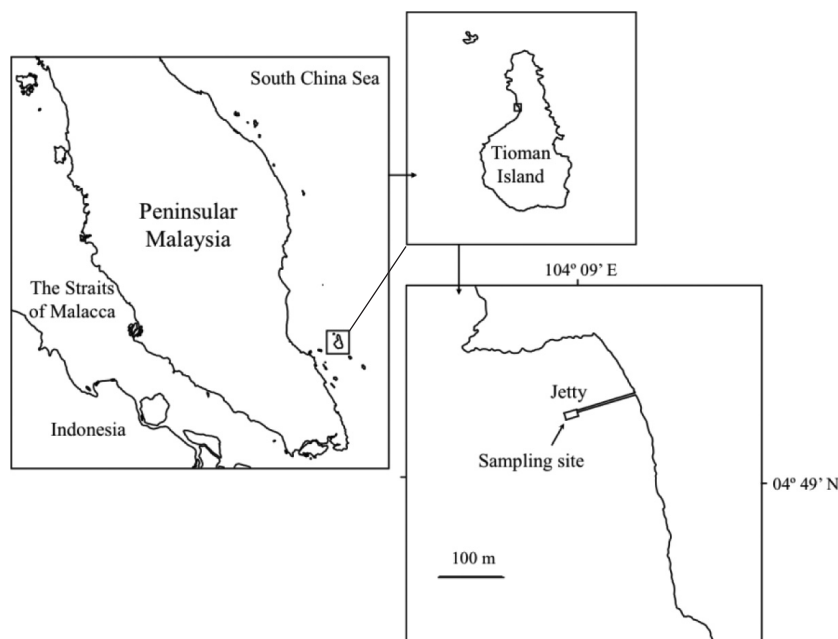 South China Sea
Peninsular
Malaysia
The Straits
of Malacca
Indonesia
Tioman
Island
104º 09' E
Jetty
Sampling site
04º 49' N
100 m